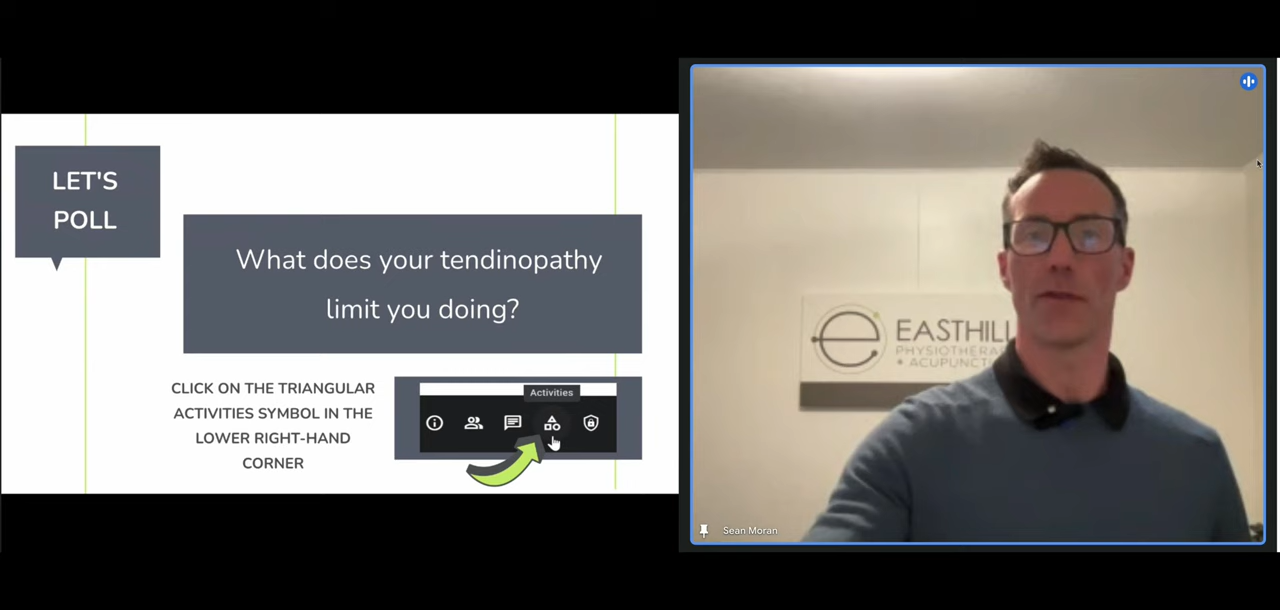 LET'S
POLL
What does your tendinopathy
limit you doing?
CLICK ON THE TRIANGULAR
ACTIVITIES SYMBOL IN THE
LOWER RIGHT-HAND
CORNER
Activities
EASTHILL
PHYSIOTHERA
+ ACUPUNCT
Sean Moran